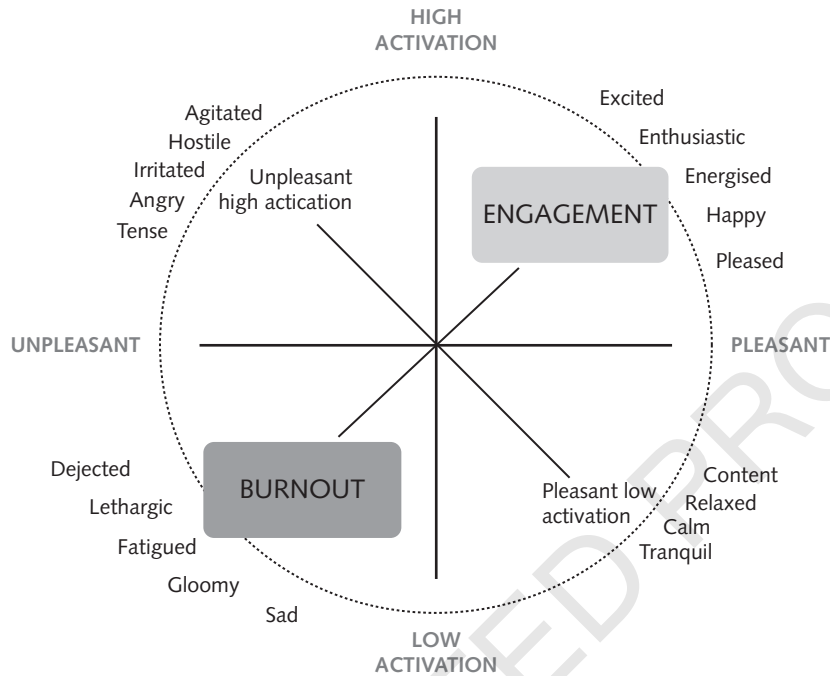 HIGH
ACTIVATION
Agitated
Hostile
Irritated
Angry
Tense
Unpleasant
high actication
Excited
Enthusiastic
Energised
Happy
Pleased
ENGAGEMENT
UNPLEASANT
PLEASANT
Dejected
Lethargic
Fatigued
Gloomy
Sad
BURNOUT
Pleasant low
activation
Content
Relaxed
Calm
Tranquil
LOW
ACTIVATION